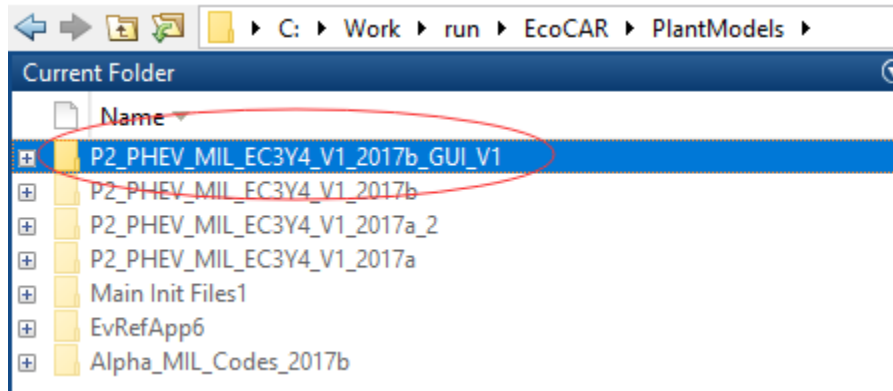 C: Work run EcoCAR PlantModels
Current Folder
Name
P2_PHEV_MIL_EC3Y4_V1_2017b_GUI_V1
P2_PHEV_MIL_EC3Y4_V1_2017b
P2_PHEV_MIL_EC3Y4_V1_2017a_2
P2_PHEV_MIL_EC3Y4_V1_2017a
Main Init Files1
EvRefApp6
Alpha_MIL_Codes_2017b